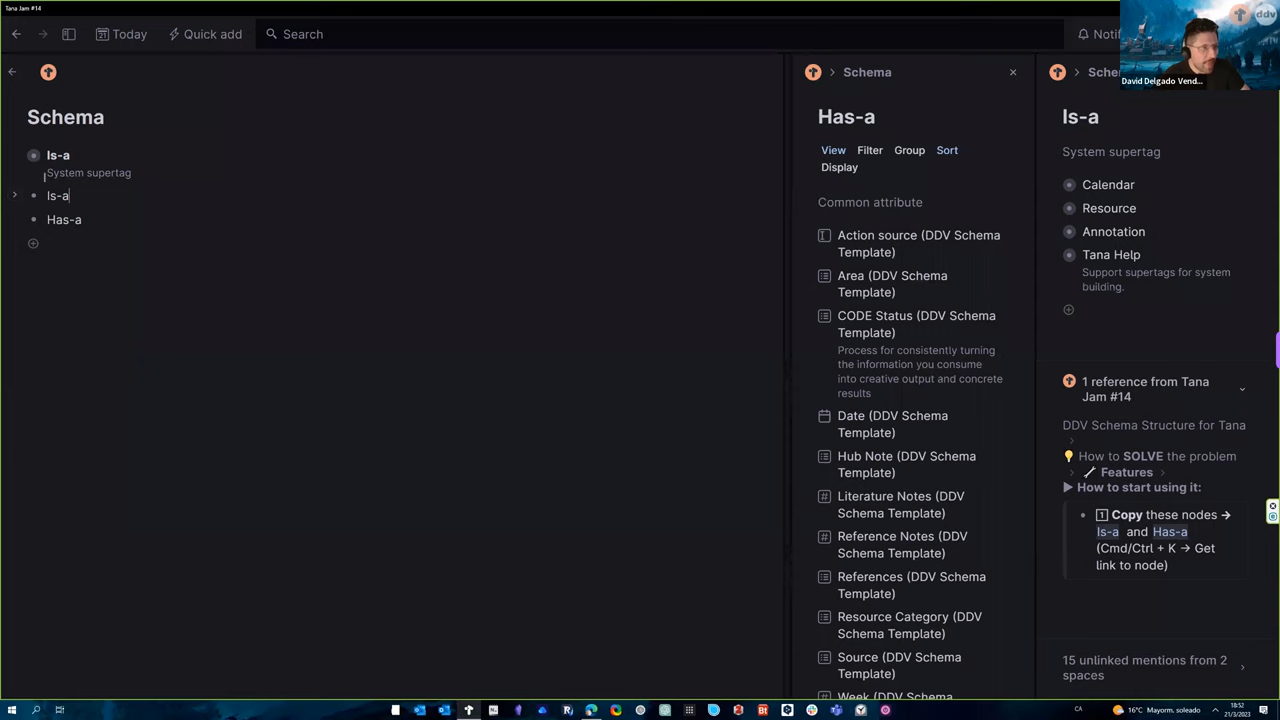 Tana Jam #14
Today
Quick add
Search
Schema
Is-a
System supertag
Is-a
Has-a
Schema
Has-a
View
Filter
Group
Sort
Display
Common attribute
Action source (DDV Schema
Template)
Area (DDV Schema
Template)
CODE Status (DDV Schema
Template)
Process for consistently turning
the information you consume
into creative output and concrete
results
Date (DDV Schema
Template)
Hub Note (DDV Schema
Template)
Literature Notes (DDV
Schema Template)
Reference Notes (DDV
Schema Template)
References (DDV Schema
Template)
Resource Category (DDV
Schema Template)
Source (DDV Schema
Template)
Week (DDV Schema
Is-a
System supertag
Calendar
Resource
Annotation
Tana Help
Support supertags for system
building.
1 reference from Tana
Jam #14
DDV Schema Structure for Tana
💡 How to SOLVE the problem
Features
▶ How to start using it:
1 Copy these nodes →
Is-a and Has-a
(Cmd/Ctrl + K → Get
link to node)
15 unlinked mentions from 2
spaces
David Delgado Vend...
ddv
CA
16°C Mayorm. soleado
18:52
21/3/2023